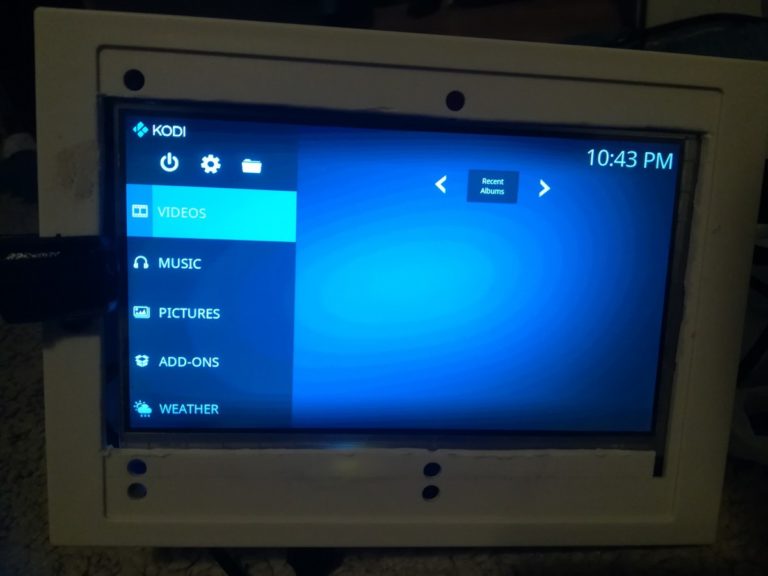 KODI
10:43 PM
Recent
Albums
VIDEOS
MUSIC
PICTURES
ADD-ONS
WEATHER